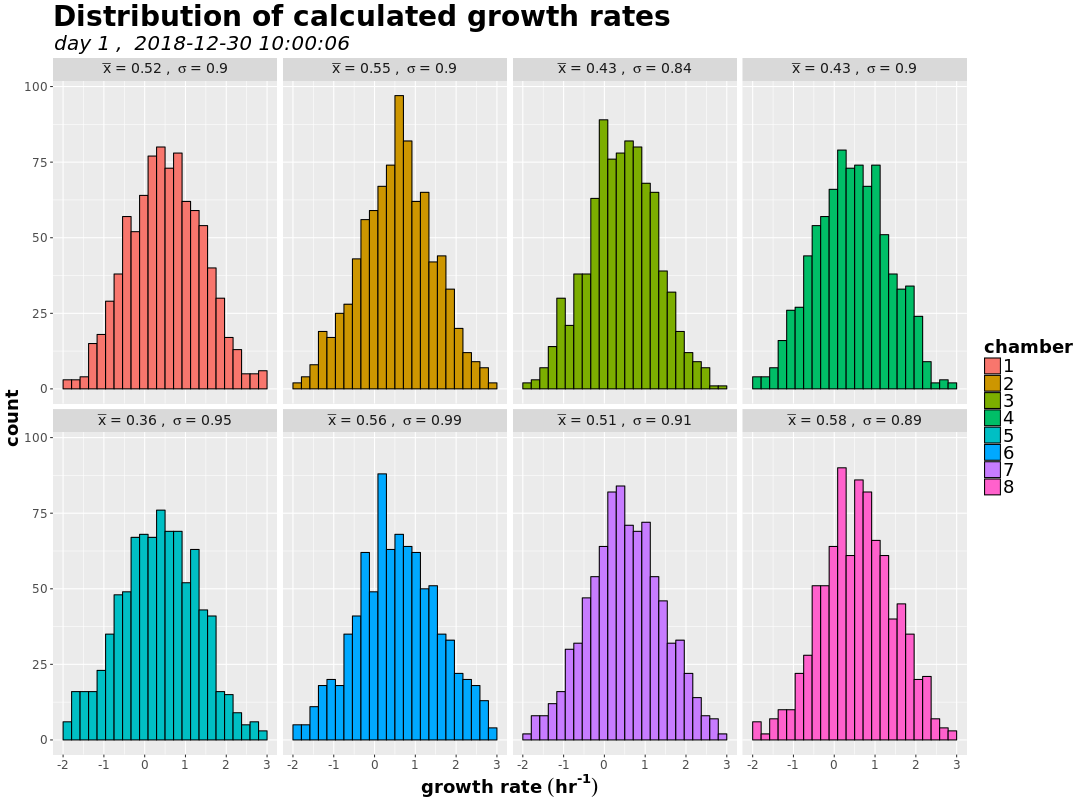 Distribution of calculated growth rates
day 1 ,  2018-12-30 10:00:06
x̅ = 0.52 ,  σ = 0.9
x̅ = 0.55 ,  σ = 0.9
x̅ = 0.43 ,  σ = 0.84
x̅ = 0.43 ,  σ = 0.9
100
75
50
25
0
x̅ = 0.36 ,  σ = 0.95
x̅ = 0.56 ,  σ = 0.99
x̅ = 0.51 ,  σ = 0.91
x̅ = 0.58 ,  σ = 0.89
100
75
50
25
0
-2 -1 0 1 2 3
-2 -1 0 1 2 3
-2 -1 0 1 2 3
-2 -1 0 1 2 3
count
growth rate (hr⁻¹)
chamber
1
2
3
4
5
6
7
8